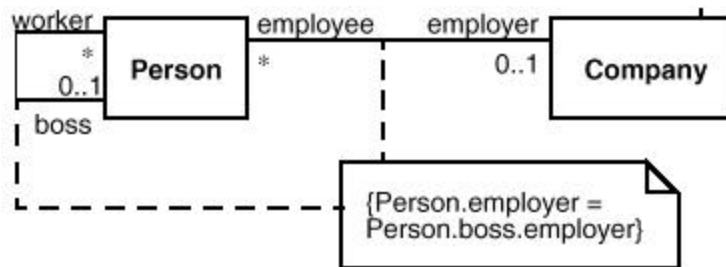 worker
employee
employer
*
0..1
Person
*
0..1
Company
boss
{Person.employer =
Person.boss.employer}